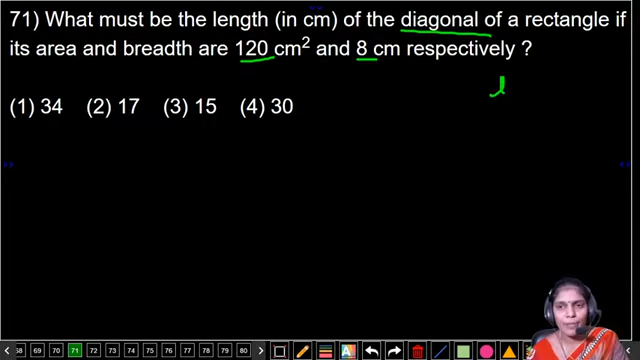 71) What must be the length (in cm) of the diagonal of a rectangle if
its area and breadth are 120 cm² and 8 cm respectively ?
l
(1) 34 (2) 17 (3) 15 (4) 30
68 69 70 71 72 73 74 75 76 77 78 79 80
A